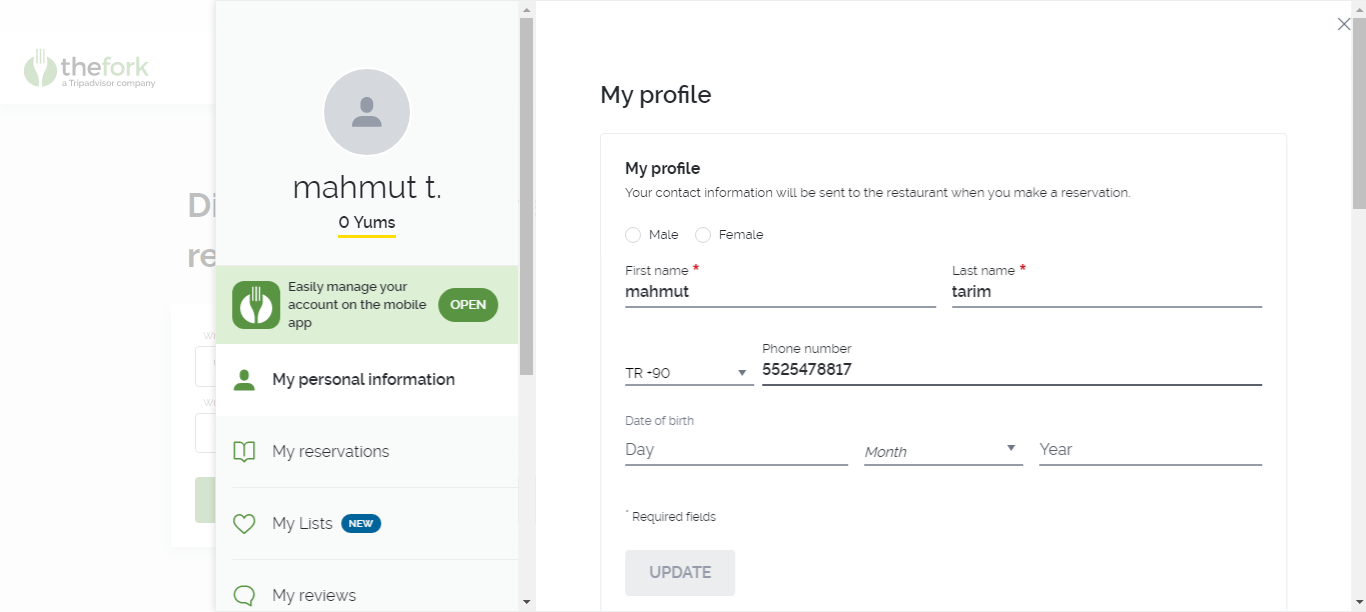 thefork
a Tripadvisor company
Di
re
Wi
Wi
mahmut t.
0 Yums
Easily manage your
account on the mobile
app
OPEN
My personal information
My reservations
My Lists NEW
My reviews
My profile
My profile
Your contact information will be sent to the restaurant when you make a reservation.
Male Female
First name * Last name *
mahmut tarim
Phone number
TR +90 5525478817
Date of birth
Day Month Year
* Required fields
UPDATE